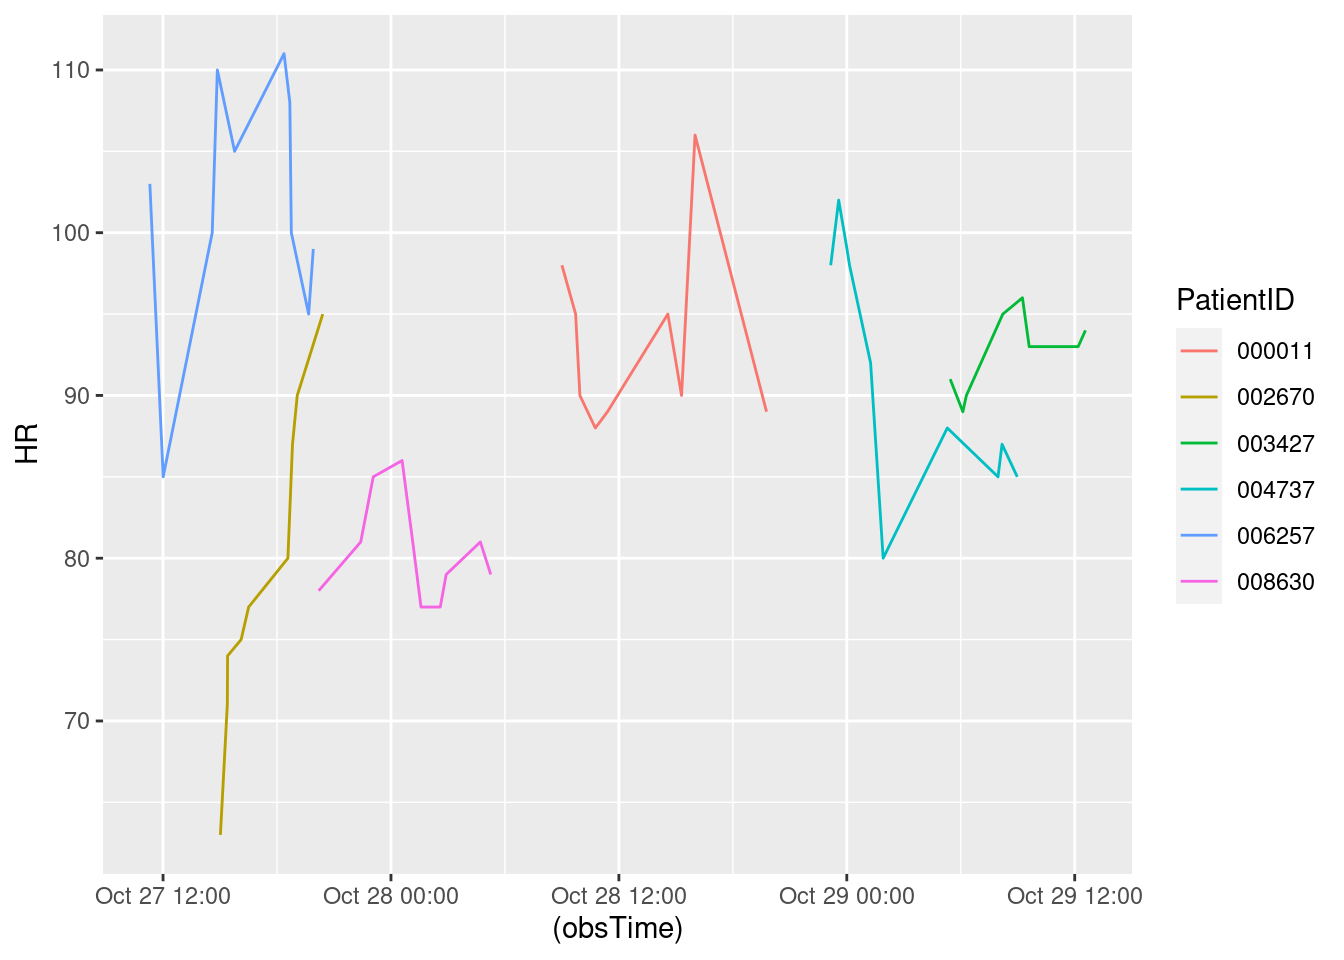 110
100
90
80
70
HR
Oct 27 12:00
Oct 28 00:00
Oct 28 12:00
Oct 29 00:00
Oct 29 12:00
(obsTime)
PatientID
000011
002670
003427
004737
006257
008630